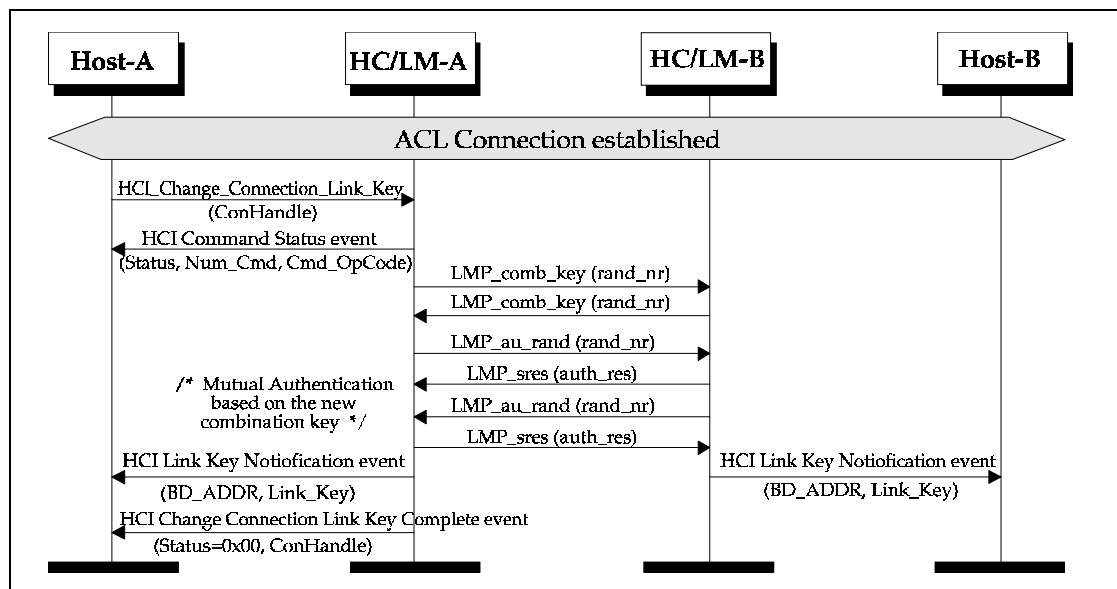 Host-A
HC/LM-A
HC/LM-B
Host-B
ACL Connection established
HCI_Change_Connection_Link_Key
(ConHandle)
HCI Command Status event
(Status, Num_Cmd, Cmd_OpCode)
LMP_comb_key (rand_nr)
LMP_comb_key (rand_nr)
LMP_au_rand (rand_nr)
LMP_sres (auth_res)
/* Mutual Authentication
based on the new
combination key */
LMP_au_rand (rand_nr)
LMP_sres (auth_res)
HCI Link Key Notiofication event
(BD_ADDR, Link_Key)
HCI Link Key Notiofication event
(BD_ADDR, Link_Key)
HCI Change Connection Link Key Complete event
(Status=0x00, ConHandle)